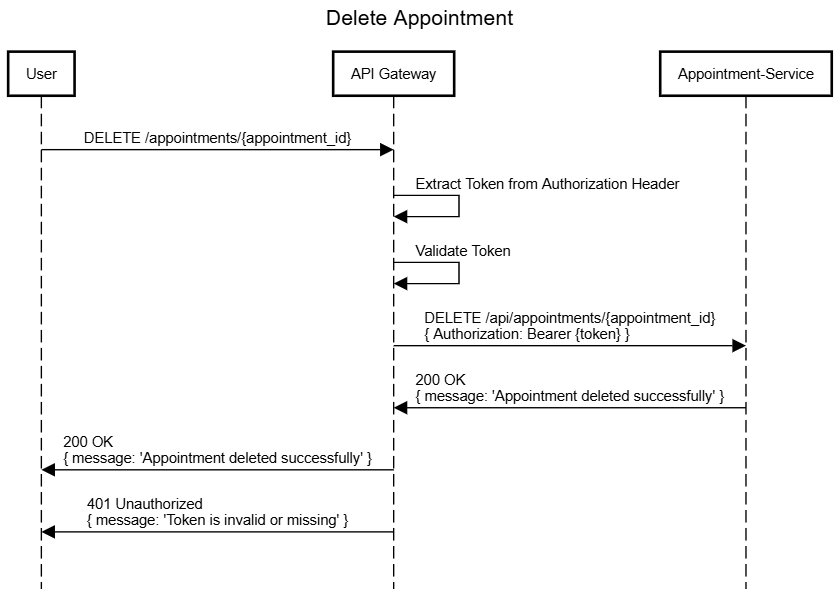 Delete Appointment
User
API Gateway
Appointment-Service
DELETE /appointments/{appointment_id}
Extract Token from Authorization Header
Validate Token
DELETE /api/appointments/{appointment_id}
{ Authorization: Bearer {token} }
200 OK
{ message: 'Appointment deleted successfully' }
200 OK
{ message: 'Appointment deleted successfully' }
401 Unauthorized
{ message: 'Token is invalid or missing' }